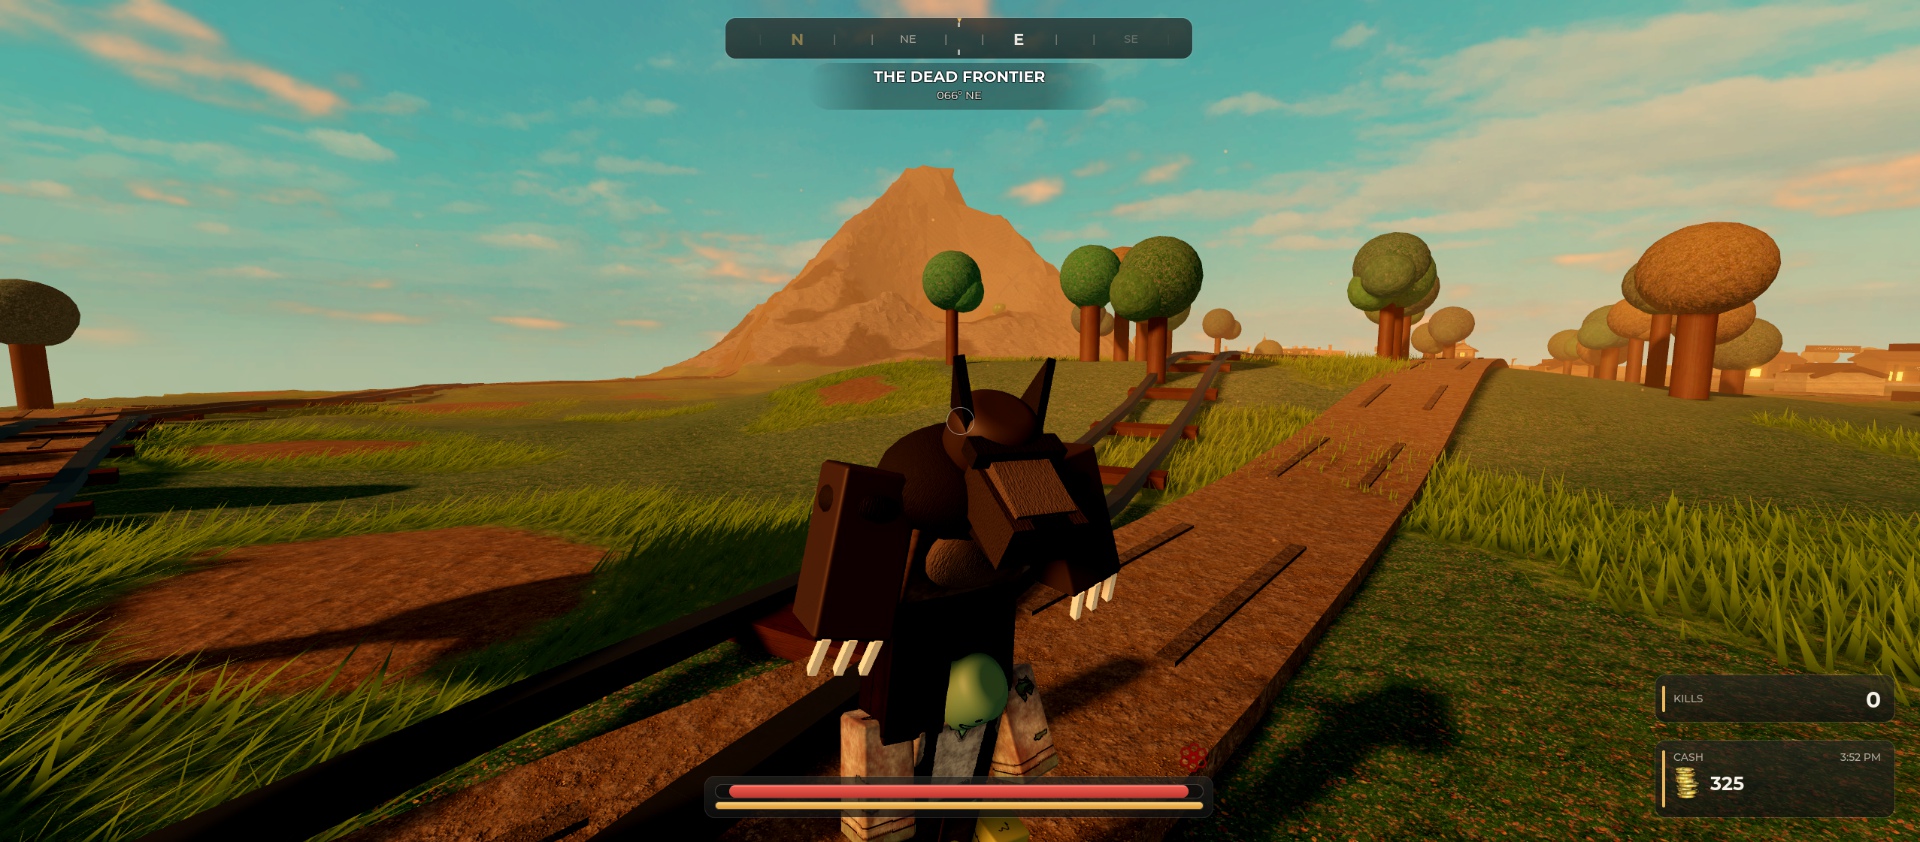 N NE E SE
THE DEAD FRONTIER
066° NE
KILLS 0
CASH 3:52 PM
325